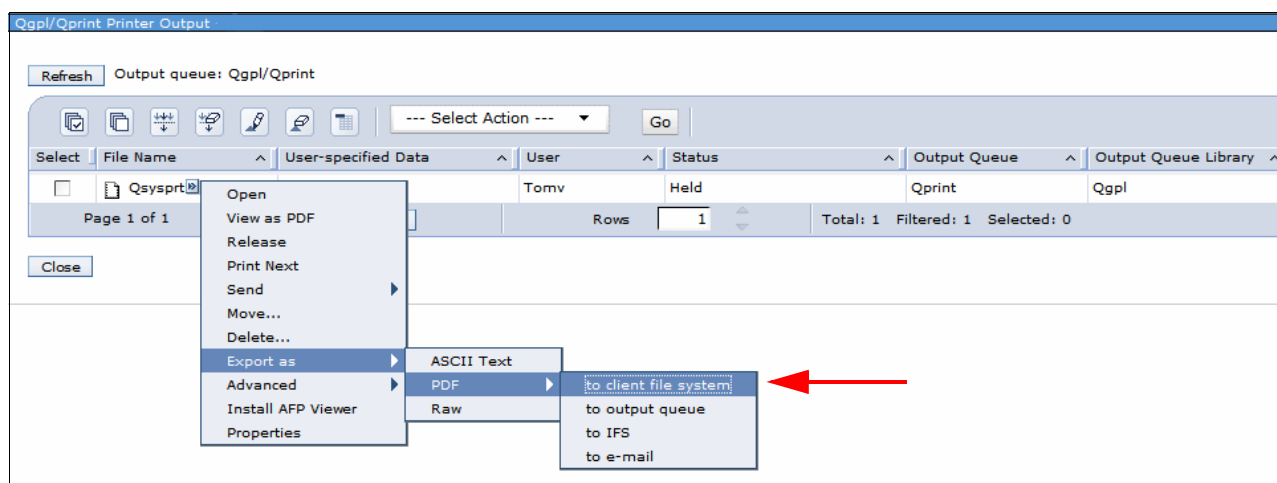 Qgpl/Qprint Printer Output
Refresh Output queue: Qgpl/Qprint
--- Select Action --- Go
Select File Name User-specified Data User Status Output Queue Output Queue Library
Qsysprt Tomv Held Qprint Qgpl
Page 1 of 1 Rows 1 Total: 1 Filtered: 1 Selected: 0
Close
Open
View as PDF
Release
Print Next
Send
Move...
Delete...
Export as
Advanced
Install AFP Viewer
Properties
ASCII Text
PDF
Raw
to client file system
to output queue
to IFS
to e-mail